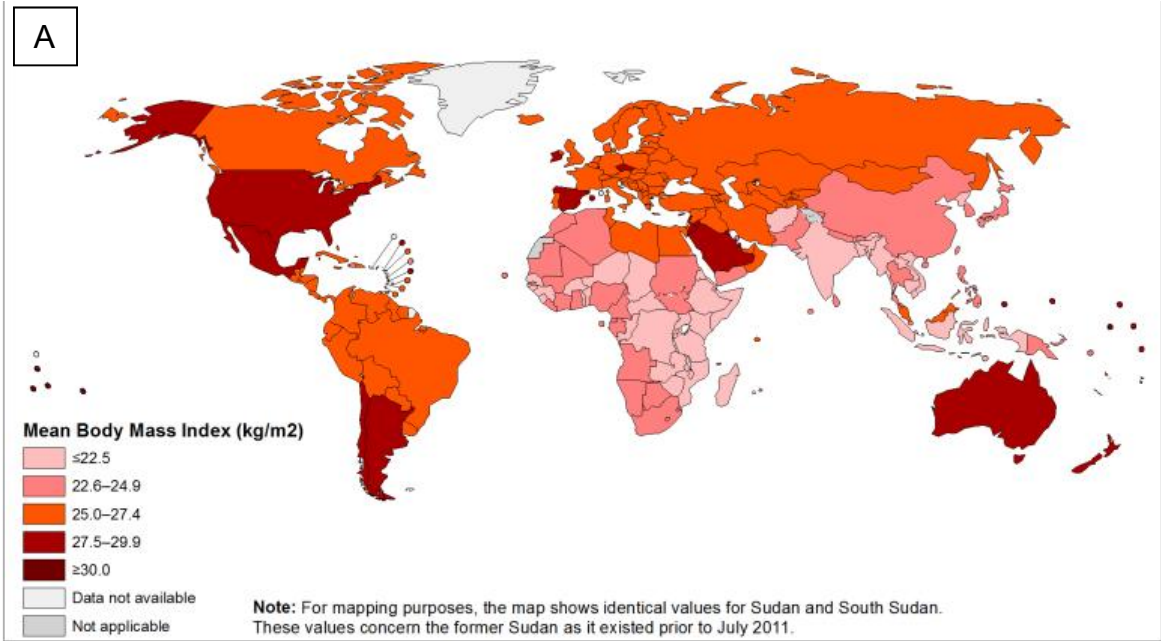 A
Mean Body Mass Index (kg/m2)
≤22.5
22.6–24.9
25.0–27.4
27.5–29.9
≥30.0
Data not available
Not applicable
Note: For mapping purposes, the map shows identical values for Sudan and South Sudan.
These values concern the former Sudan as it existed prior to July 2011.